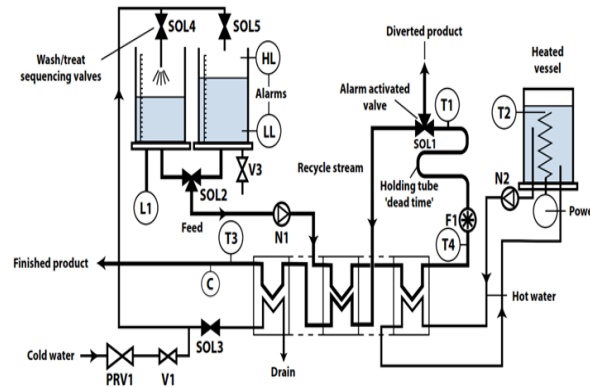 SOL4
SOL5
Diverted product
Wash/treat
sequencing valves
HL
Alarms
LL
Heated
vessel
Alarm activated
valve
T1
SOL1
T2
Recycle stream
Holding tube
'dead time'
N2
V3
SOL2
L1
Feed
N1
F1
Powe
T3
T4
Finished product
C
Hot water
SOL3
Cold water
PRV1
V1
Drain